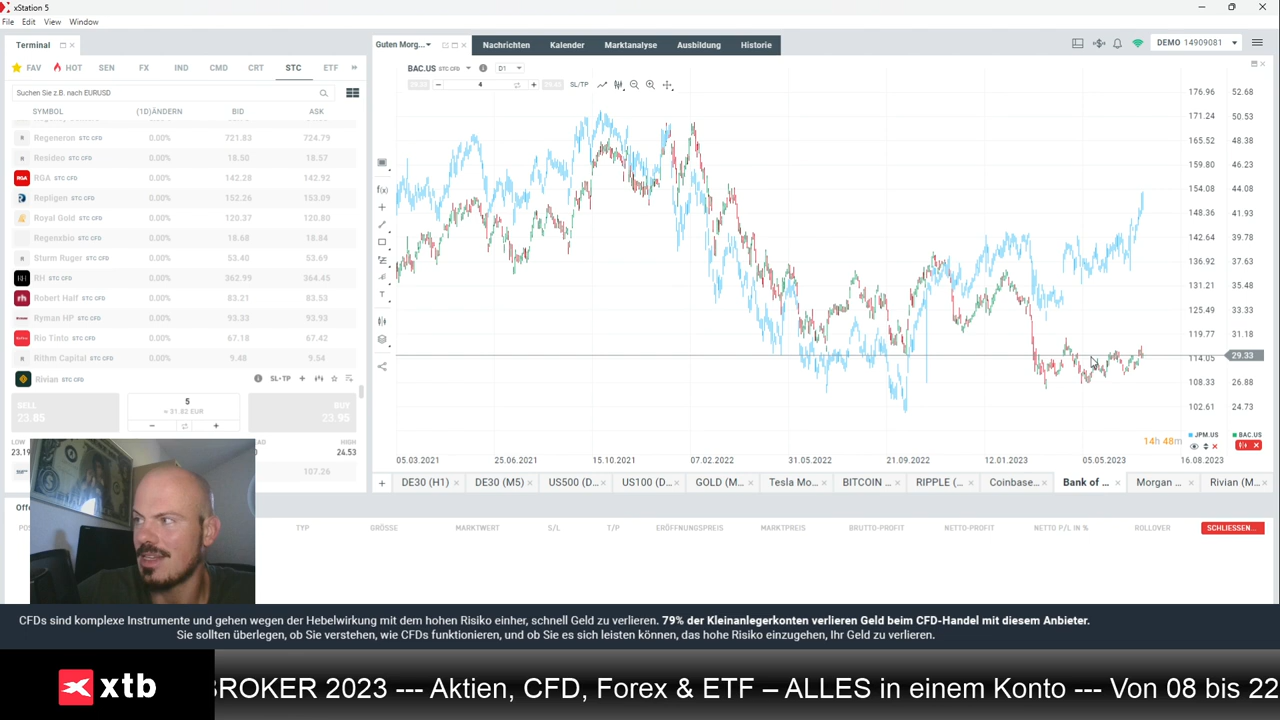 xStation 5
File Edit View Window
Terminal
FAV HOT SEN FX IND CMD CRT STC ETF
Suchen Sie z.B. nach EURUSD
SYMBOL (1D)ÄNDERN BID ASK
Regeneron STC CFD 0.00% 721.83 724.79
Resideo STC CFD 0.00% 18.50 18.57
RGA STC CFD 0.00% 142.28 142.92
Repligen STC CFD 0.00% 152.26 153.09
Royal Gold STC CFD 0.00% 120.37 120.80
Regenxbio STC CFD 0.00% 18.68 18.84
Sturm Ruger STC CFD 0.00% 53.40 53.69
RH STC CFD 0.00% 362.99 364.45
Robert Half STC CFD 0.00% 83.21 83.53
Ryman HP STC CFD 0.00% 93.33 93.93
Rio Tinto STC CFD 0.00% 67.18 67.42
Rithm Capital STC CFD 0.00% 9.48 9.54
Rivian STC CFD SL-TP
SELL 5 BUY
23.85 ≈ 31.82 EUR 23.95
LOW HIGH
23.19 24.53
107.26
Guten Morg... Nachrichten Kalender Marktanalyse Ausbildung Historie
DEMO 14909081
BAC.US STC CFD D1
4 SL/TP
176.96 52.68
171.24 50.53
165.52 48.38
159.80 46.23
154.08 44.08
148.36 41.93
142.64 39.78
136.92 37.63
131.21 35.48
125.49 33.33
119.77 31.18
114.05 29.33
108.33 26.88
102.61 24.73
14h 48m JPM.US BAC.US
05.03.2021 25.06.2021 15.10.2021 07.02.2022 31.05.2022 21.09.2022 12.01.2023 05.05.2023 16.08.2023
DE30 (H1) DE30 (M5) US500 (D... US100 (D... GOLD (M... Tesla Mo... BITCOIN ... RIPPLE (... Coinbase... Bank of ... Morgan ... Rivian (M...
TYP GRÖSSE MARKTWERT S/L T/P ERÖFFNUNGSPREIS MARKTPREIS BRUTTO-PROFIT NETTO-PROFIT NETTO P/L IN % ROLLOVER SCHLIESSEN...
CFDs sind komplexe Instrumente und gehen wegen der Hebelwirkung mit dem hohen Risiko einher, schnell Geld zu verlieren. 79% der Kleinanlegerkonten verlieren Geld beim CFD-Handel mit diesem Anbieter.
Sie sollten überlegen, ob Sie verstehen, wie CFDs funktionieren, und ob Sie es sich leisten können, das hohe Risiko einzugehen, Ihr Geld zu verlieren.
xtb
BROKER 2023 --- Aktien, CFD, Forex & ETF – ALLES in einem Konto --- Von 08 bis 22